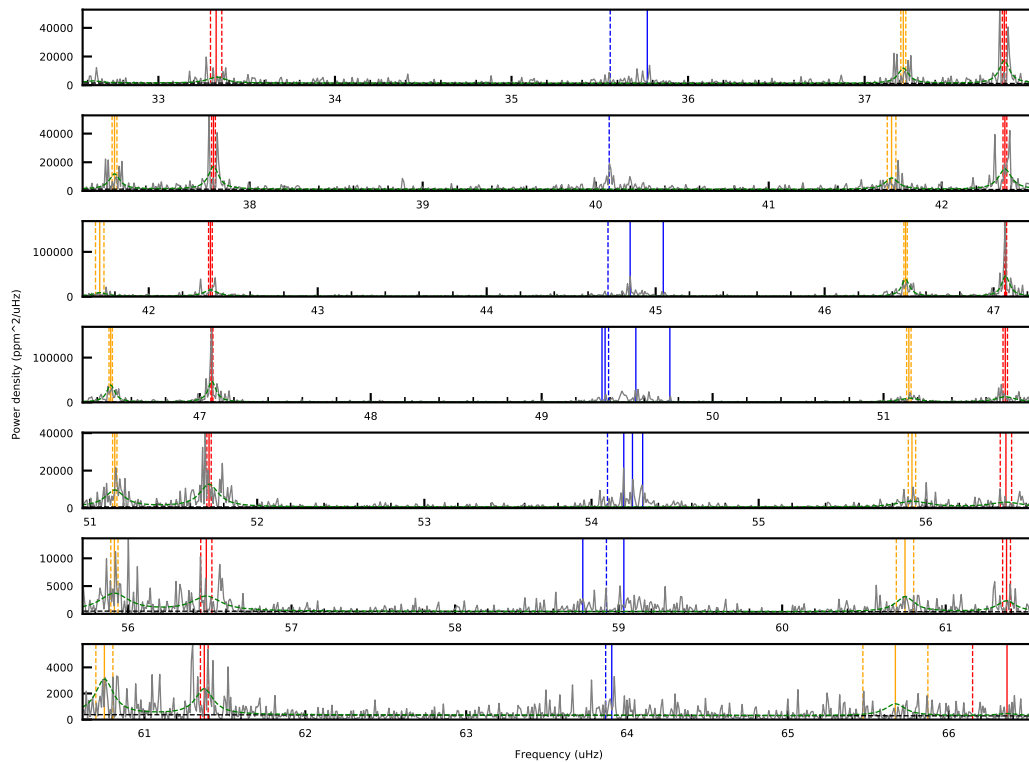 40000
20000
0
33 34 35 36 37
40000
20000
0
38 39 40 41 42
100000
0
42 43 44 45 46 47
100000
0
47 48 49 50 51
Power density (ppm^2/uHz)
40000
20000
0
51 52 53 54 55 56
10000
5000
0
56 57 58 59 60 61
4000
2000
0
61 62 63 64 65 66
Frequency (uHz)